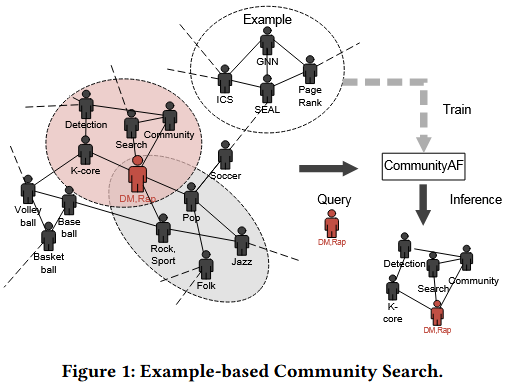 Example
GNN
ICS
SEAL
Page
Rank
Detection
Search
Community
K-core
DM,Rap
Soccer
Volley
ball
Base
ball
Basket
ball
Pop
Rock,
Sport
Jazz
Folk
Train
CommunityAF
Query
Inference
DM,Rap
Detection
Search
Community
K-
core
DM,Rap
Figure 1: Example-based Community Search.